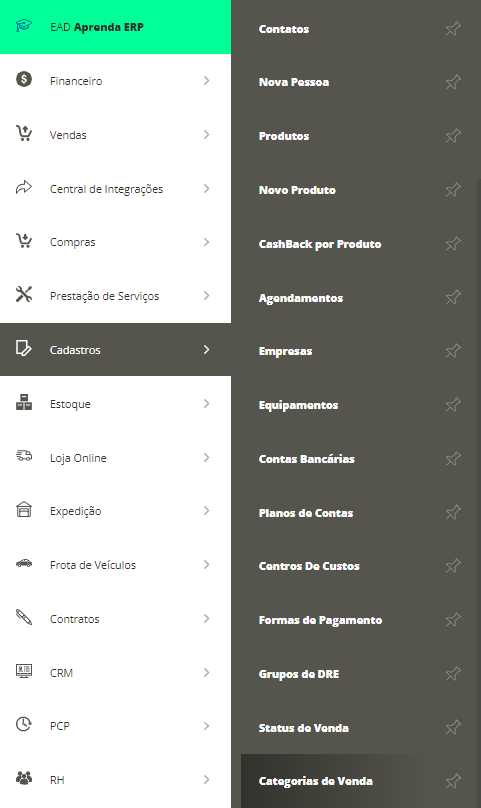 EAD Aprenda ERP
Financeiro
Vendas
Central de Integrações
Compras
Prestação de Serviços
Cadastros
Estoque
Loja Online
Expedição
Frota de Veículos
Contratos
CRM
PCP
RH
Contatos
Nova Pessoa
Produtos
Novo Produto
CashBack por Produto
Agendamentos
Empresas
Equipamentos
Contas Bancárias
Planos de Contas
Centros De Custos
Formas de Pagamento
Grupos de DRE
Status de Venda
Categorias de Venda